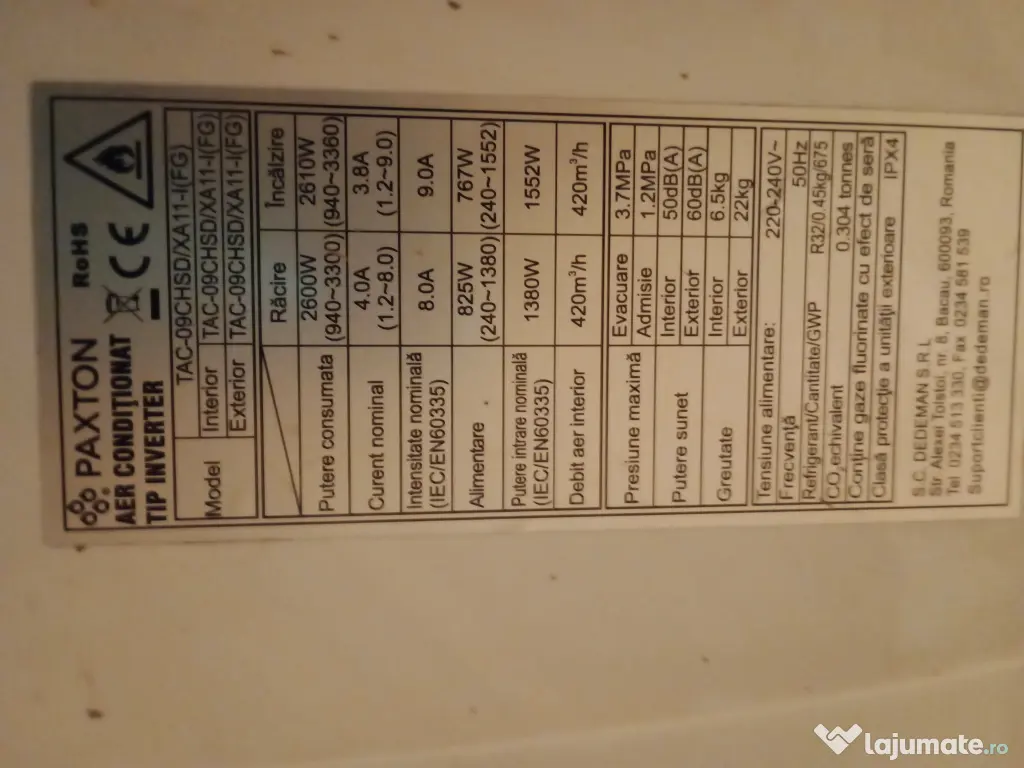 PAXTON RoHS
AER CONDIȚIONAT
TIP INVERTER
CE
Model TAC-09CHSD/XA11-I(FG)
Interior TAC-09CHSD/XA11-I(FG)
Exterior TAC-09CHSD/XA11-I(FG)
Răcire Încălzire
Putere consumata 2600W 2610W
(940~3300) (940~3360)
Curent nominal 4.0A 3.8A
(1.2~8.0) (1.2~9.0)
Intensitate nominală 8.0A 9.0A
(IEC/EN60335)
Alimentare 825W 767W
(240~1380) (240~1552)
Putere intrare nominală 1380W 1552W
(IEC/EN60335)
Debit aer interior 420m³/h 420m³/h
Presiune maximă Evacuare 3.7MPa
Admisie 1.2MPa
Putere sunet Interior 50dB(A)
Exterior 60dB(A)
Greutate Interior 6.5kg
Exterior 22kg
Tensiune alimentare: 220-240V~
Frecvență 50Hz
Refrigerant/Cantitate/GWP R32/0.45kg/675
CO₂echivalent 0.304 tonnes
Conține gaze fluorinate cu efect de seră
Clasă protecție a unității exterioare IPX4
S.C. DEDEMAN S.R.L
Str Alexei Tolstoi, nr. 8, Bacau, 600093, Romania
Tel 0234 513 330, Fax 0234 561 539
Suportclienti@dedeman.ro
lajumate.ro